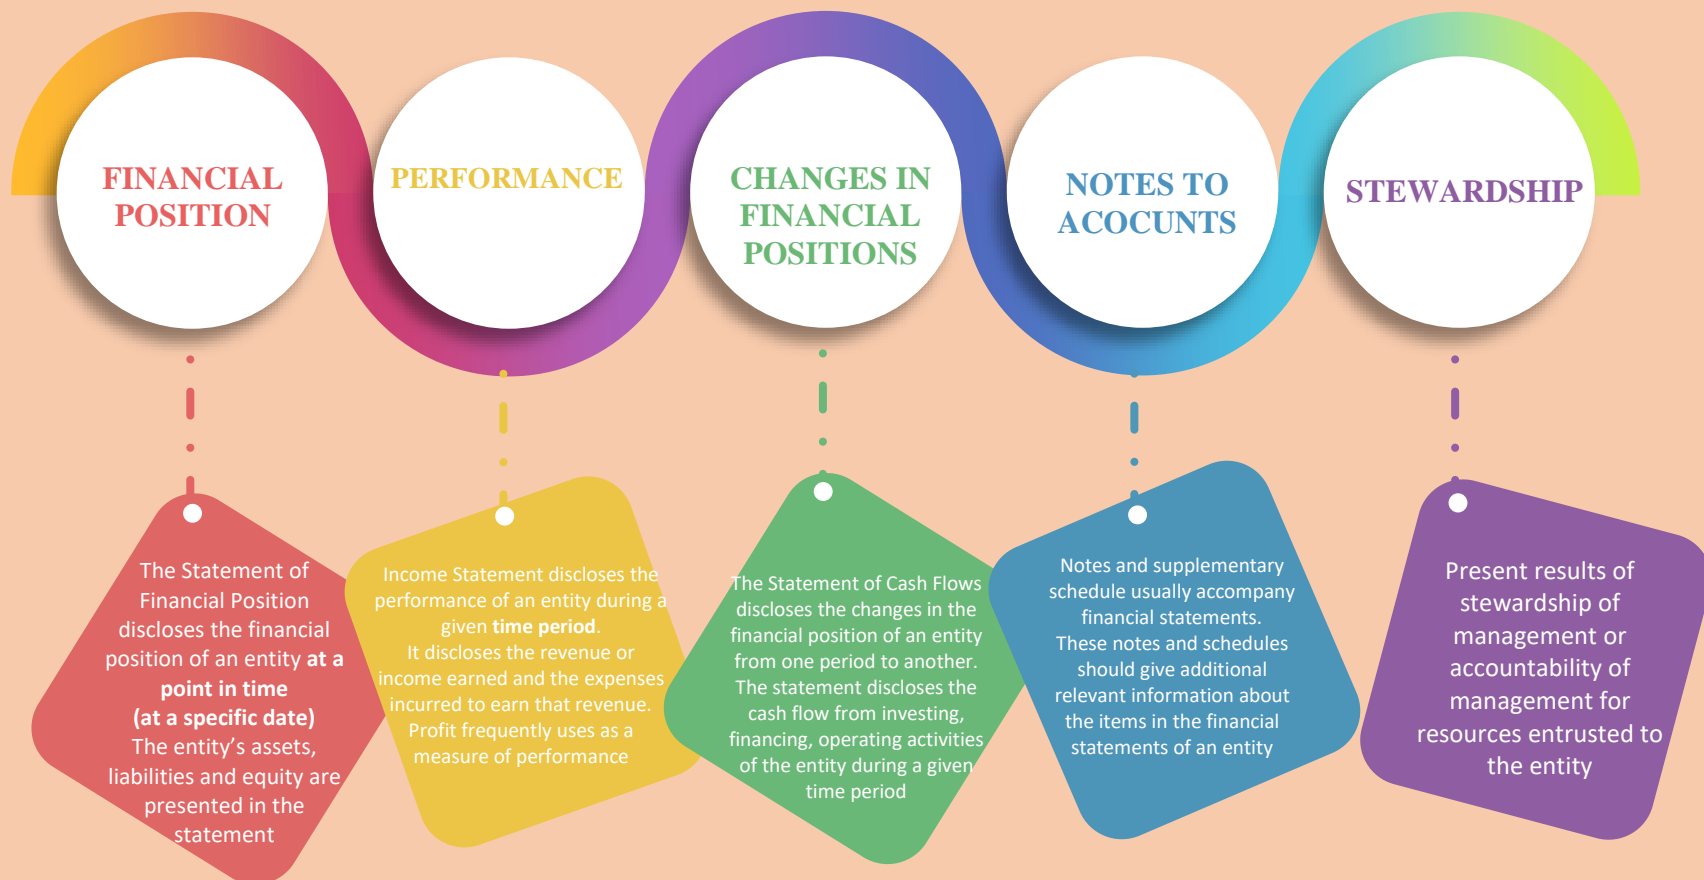 FINANCIAL
POSITION
PERFORMANCE
CHANGES IN
FINANCIAL
POSITIONS
NOTES TO
ACOCUNTS
STEWARDSHIP
The Statement of
Financial Position
discloses the financial
position of an entity at a
point in time
(at a specific date)
The entity’s assets,
liabilities and equity are
presented in the
statement
Income Statement discloses the
performance of an entity during a
given time period.
It discloses the revenue or
income earned and the expenses
incurred to earn that revenue.
Profit frequently uses as a
measure of performance
The Statement of Cash Flows
discloses the changes in the
financial position of an entity
from one period to another.
The statement discloses the
cash flow from investing,
financing, operating activities
of the entity during a given
time period
Notes and supplementary
schedule usually accompany
financial statements.
These notes and schedules
should give additional
relevant information about
the items in the financial
statements of an entity
Present results of
stewardship of
management or
accountability of
management for
resources entrusted to
the entity